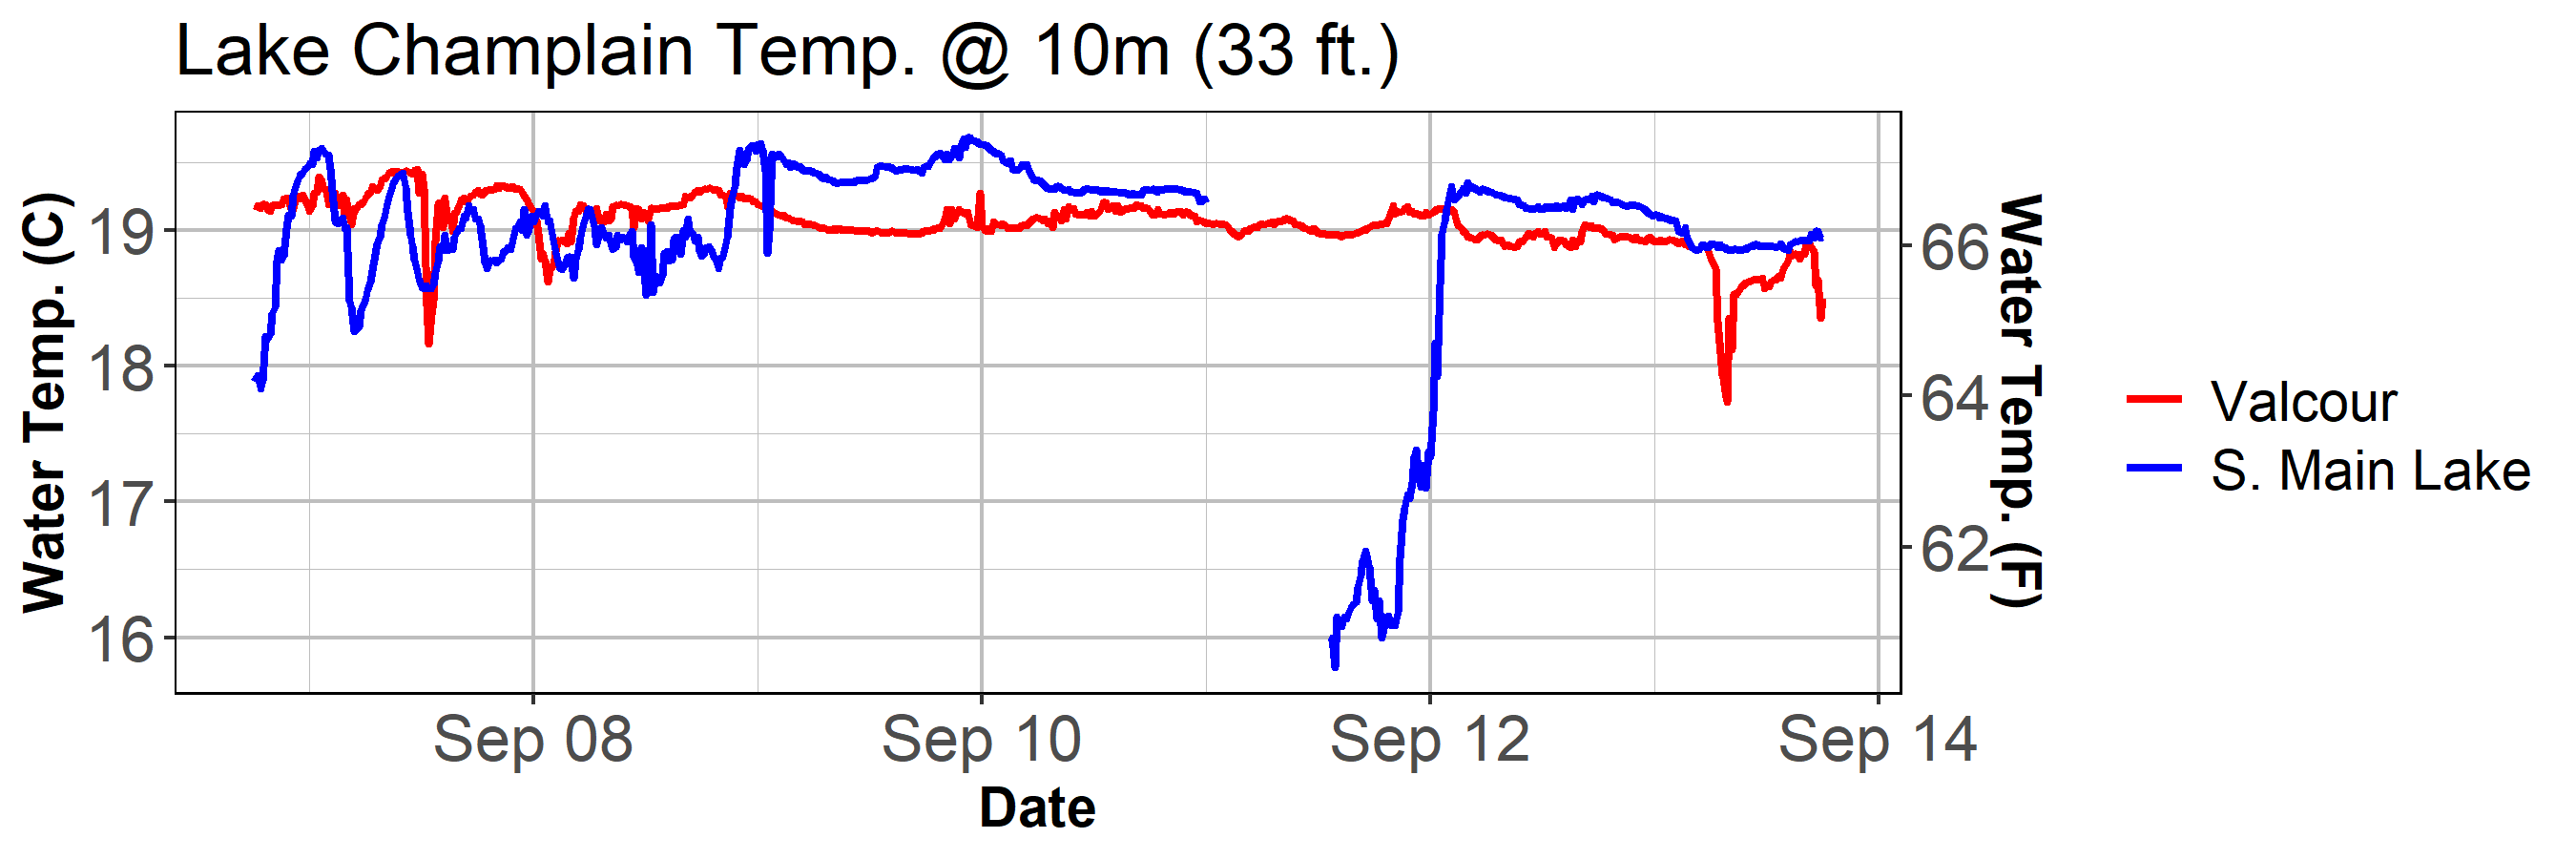 Lake Champlain Temp. @ 10m (33 ft.)
Water Temp. (C)
19
18
17
16
66
64
62
Water Temp. (F)
Sep 08
Sep 10
Sep 12
Sep 14
Date
Valcour
S. Main Lake